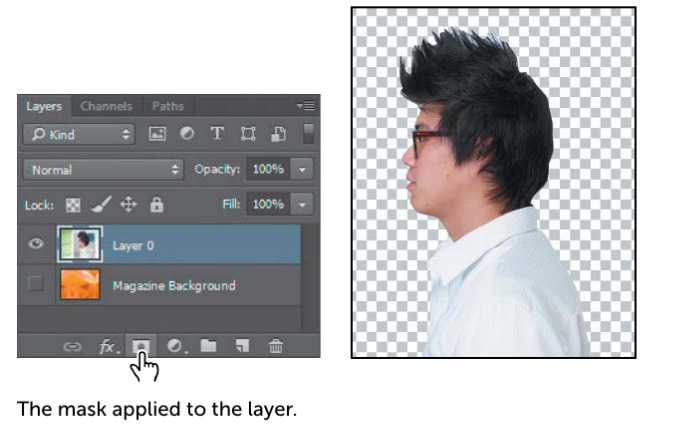 Layers Channels Paths
Kind T
Normal Opacity: 100%
Lock: Fill: 100%
Layer 0
Magazine Background
fx.
The mask applied to the layer.